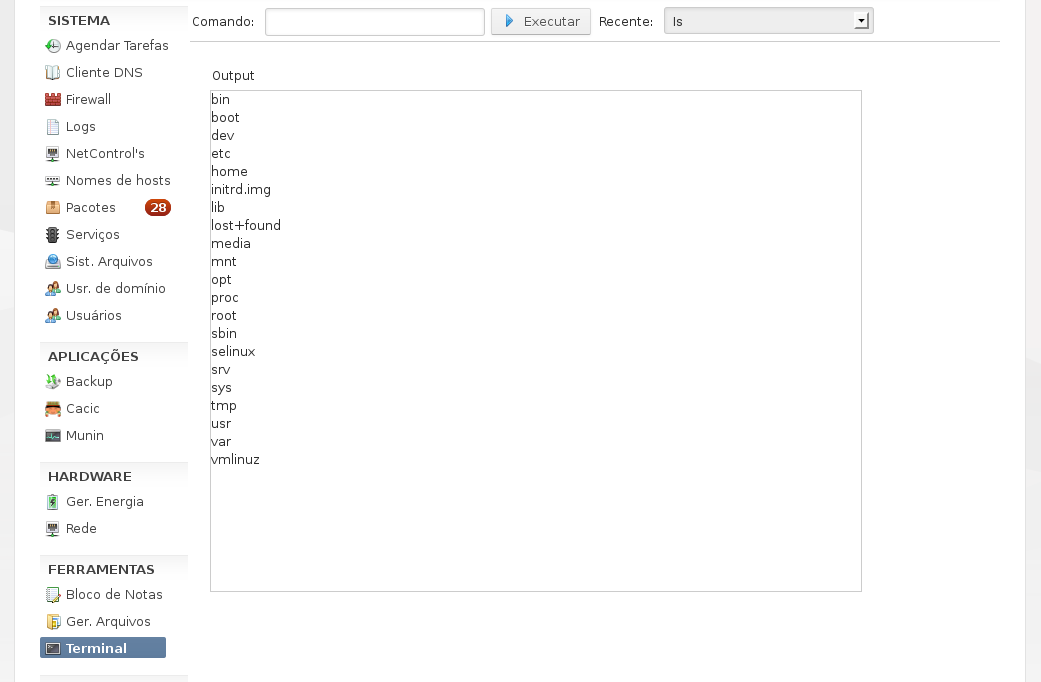 SISTEMA
Agendar Tarefas
Cliente DNS
Firewall
Logs
NetControl's
Nomes de hosts
Pacotes 28
Serviços
Sist. Arquivos
Usr. de domínio
Usuários
APLICAÇÕES
Backup
Cacic
Munin
HARDWARE
Ger. Energia
Rede
FERRAMENTAS
Bloco de Notas
Ger. Arquivos
Terminal
Comando: Executar Recente: ls
Output
bin
boot
dev
etc
home
initrd.img
lib
lost+found
media
mnt
opt
proc
root
sbin
selinux
srv
sys
tmp
usr
var
vmlinuz